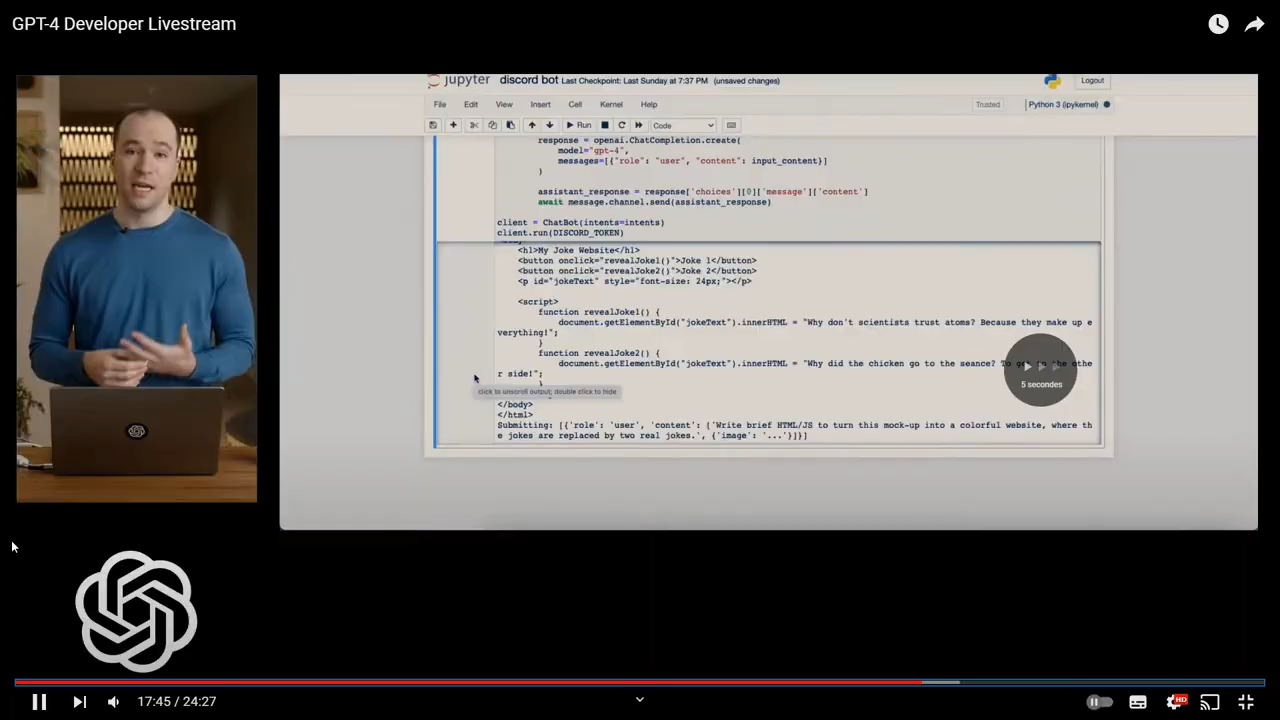 GPT-4 Developer Livestream
jupyter discord bot Last Checkpoint: Last Sunday at 7:37 PM (unsaved changes)
Logout
File Edit View Insert Cell Kernel Help
Trusted
Python 3 (ipykernel)
Run
Code
response = openai.ChatCompletion.create(
model="gpt-4",
messages=[{"role": "user", "content": input_content}]
)
assistant_response = response['choices'][0]['message']['content']
await message.channel.send(assistant_response)
client = ChatBot(intents=intents)
client.run(DISCORD_TOKEN)
<h1>My Joke Website</h1>
<button onclick="revealJoke1()">Joke 1</button>
<button onclick="revealJoke2()">Joke 2</button>
<p id="jokeText" style="font-size: 24px;"></p>
<script>
function revealJoke1() {
document.getElementById("jokeText").innerHTML = "Why don't scientists trust atoms? Because they make up e
verything!";
}
function revealJoke2() {
document.getElementById("jokeText").innerHTML = "Why did the chicken go to the seance? To get to the othe
r side!";
}
click to unscroll output; double click to hide
</body>
</html>
Submitting: [{'role': 'user', 'content': ['Write brief HTML/JS to turn this mock-up into a colorful website, where th
e jokes are replaced by two real jokes.', {'image': '...'}]}]
5 secondes
17:45 / 24:27
HD